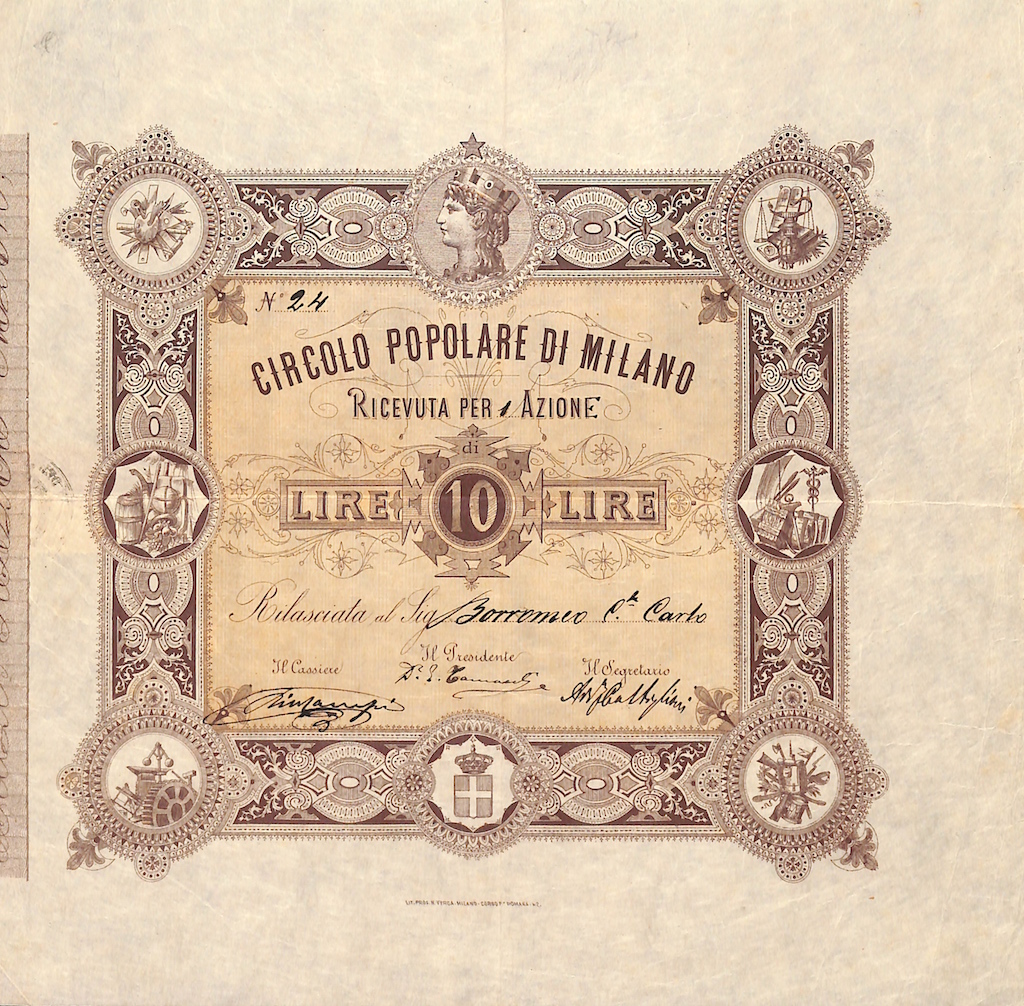 Nº 24
CIRCOLO POPOLARE DI MILANO
RICEVUTA PER 1 AZIONE
di
LIRE 10 LIRE
Rilasciata al Sig Borromeo C.te Carlo
Il Cassiere Il Presidente Il Segretario